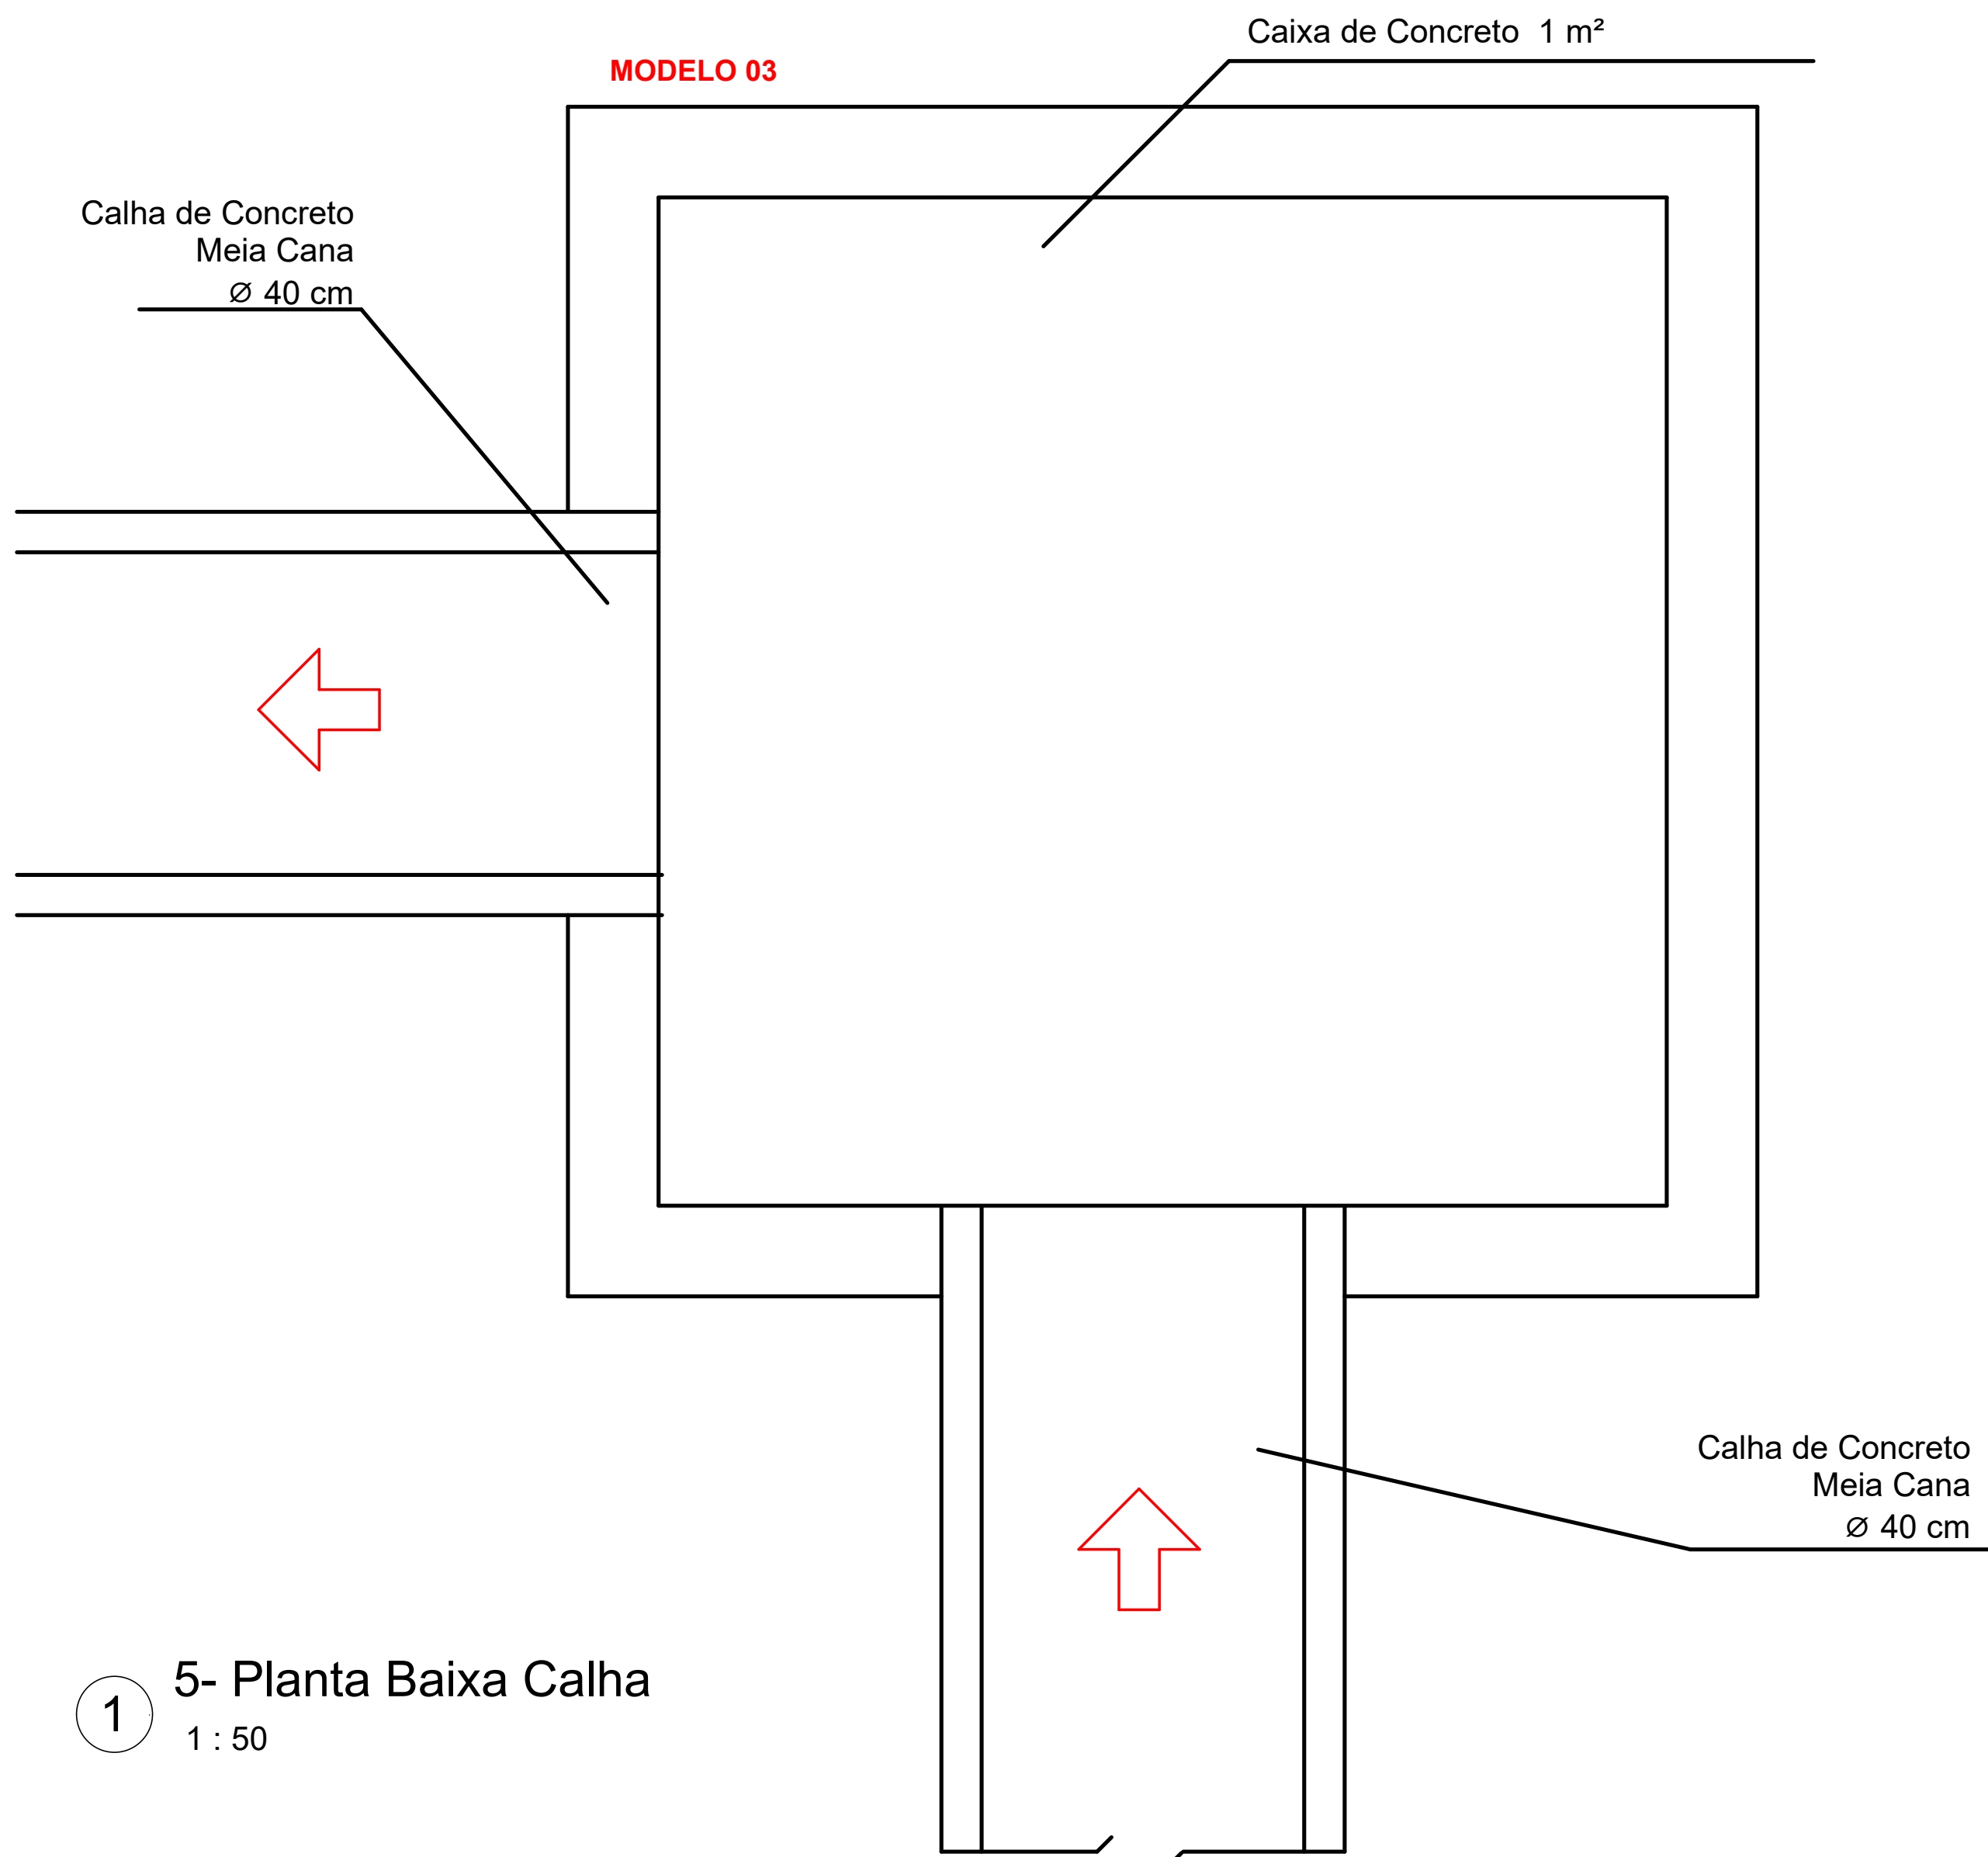 Caixa de Concreto  1 m²
MODELO 03
Calha de Concreto
Meia Cana
∅ 40 cm
Calha de Concreto
Meia Cana
∅ 40 cm
1
5- Planta Baixa Calha
1 : 50